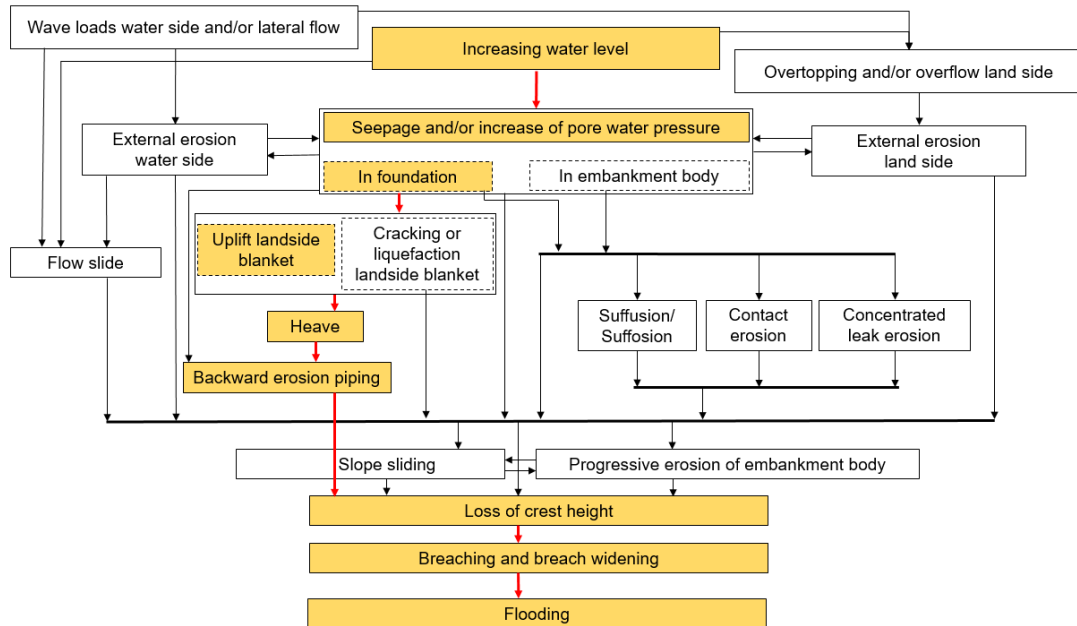 Wave loads water side and/or lateral flow
Increasing water level
Overtopping and/or overflow land side
Seepage and/or increase of pore water pressure
External erosion
water side
External erosion
land side
In foundation
In embankment body
Uplift landside
blanket
Cracking or
liquefaction
landside blanket
Flow slide
Suffusion/
Suffosion
Contact
erosion
Concentrated
leak erosion
Heave
Backward erosion piping
Slope sliding
Progressive erosion of embankment body
Loss of crest height
Breaching and breach widening
Flooding